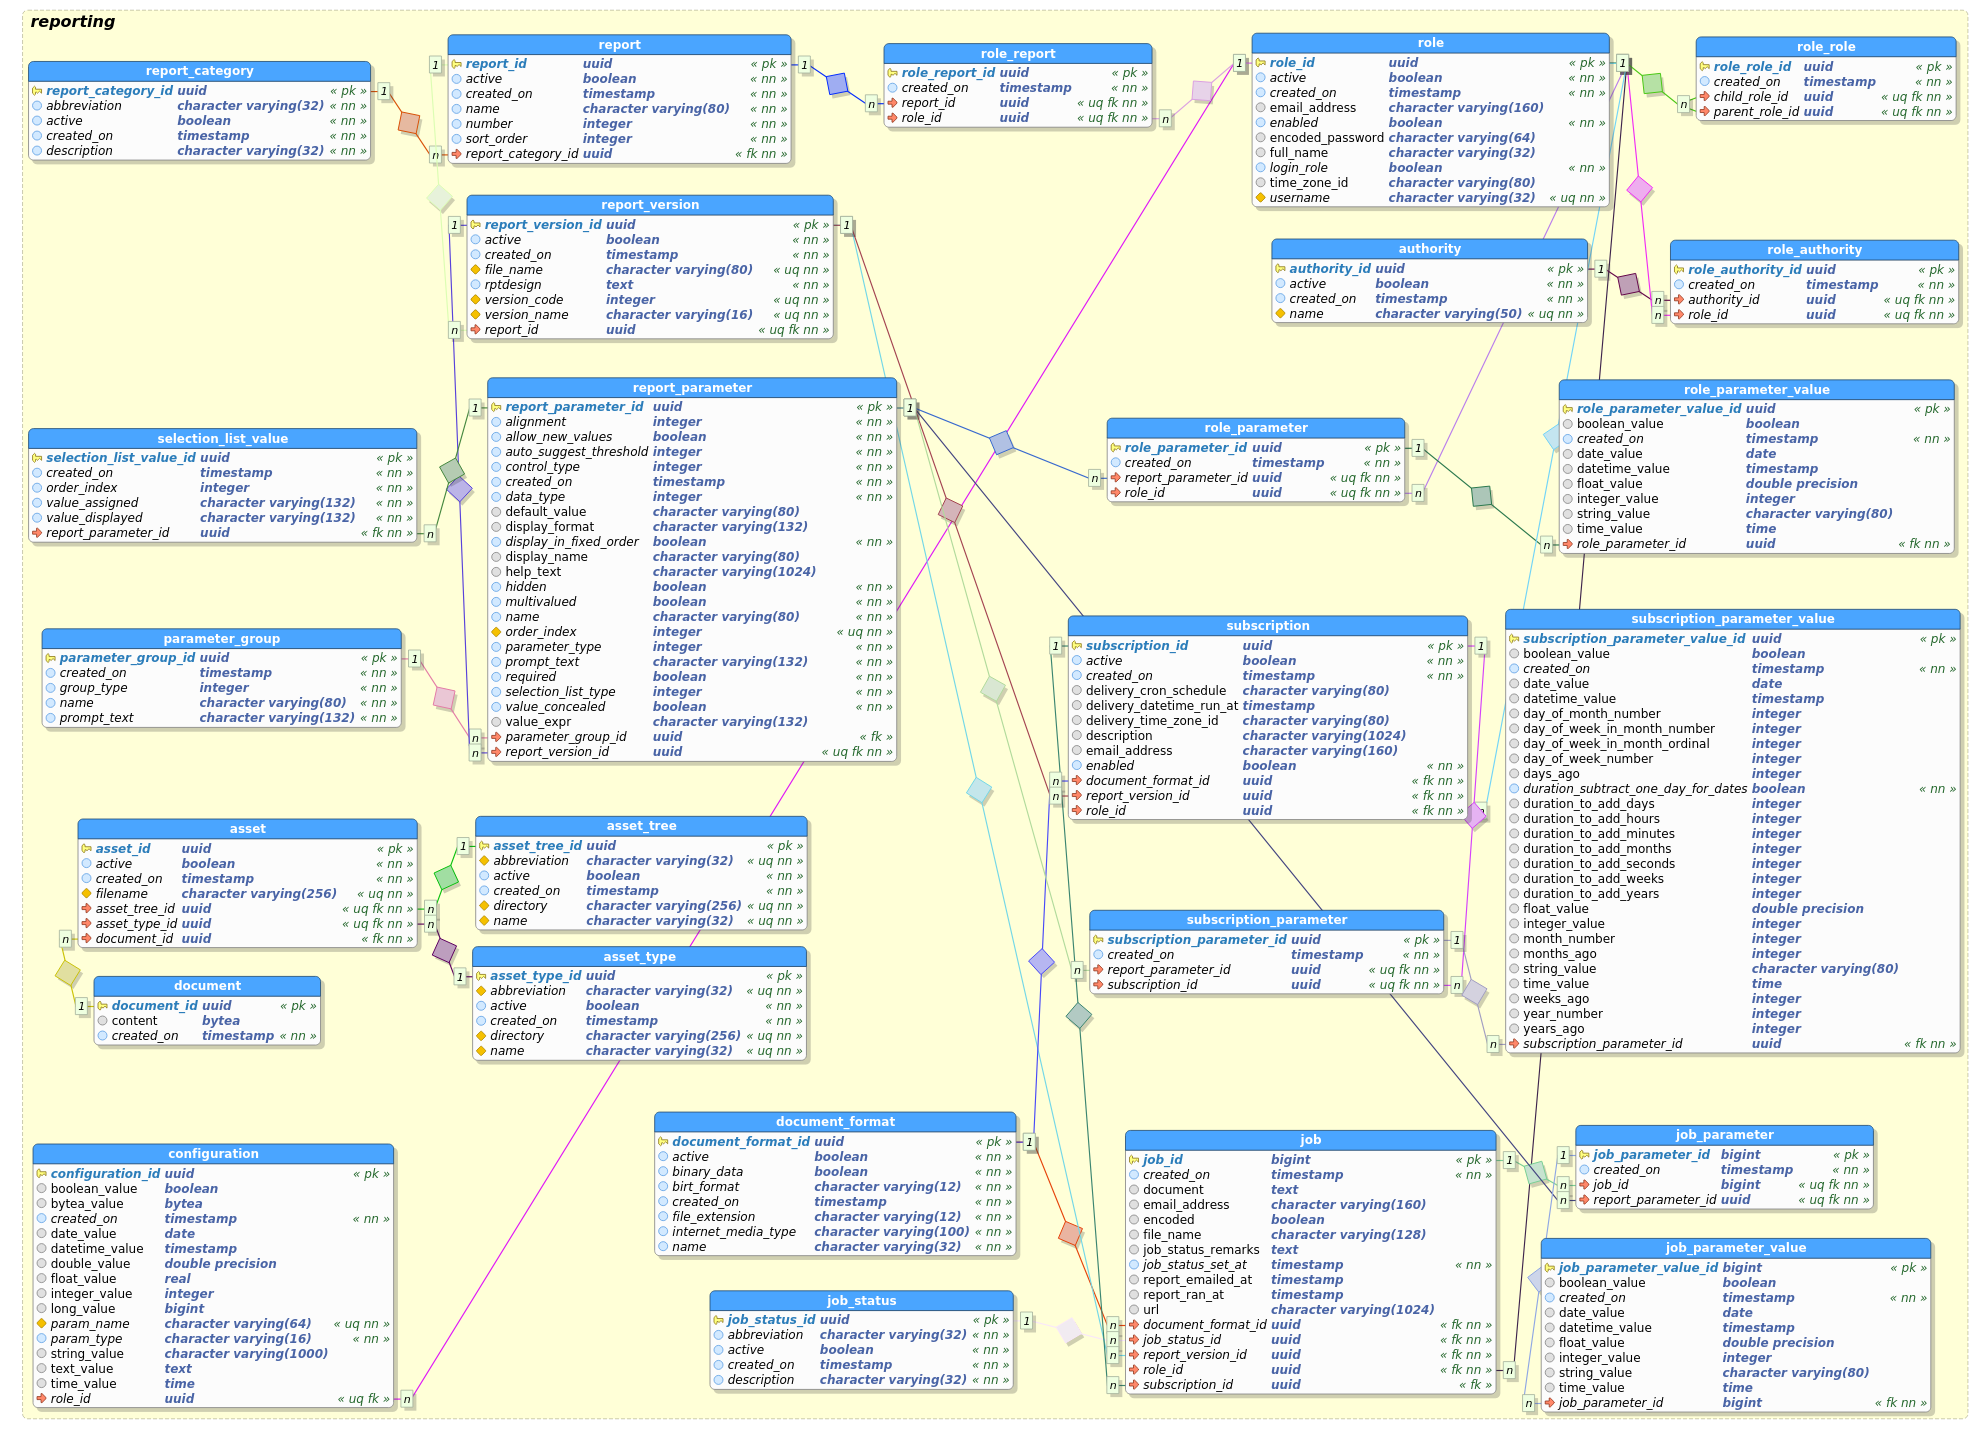 reporting
report_category
report_category_id uuid « pk »
abbreviation character varying(32) « nn »
active boolean « nn »
created_on timestamp « nn »
description character varying(32) « nn »
report
report_id uuid « pk »
active boolean « nn »
created_on timestamp « nn »
name character varying(80) « nn »
number integer « nn »
sort_order integer « nn »
report_category_id uuid « fk nn »
role_report
role_report_id uuid « pk »
created_on timestamp « nn »
report_id uuid « uq fk nn »
role_id uuid « uq fk nn »
role
role_id uuid « pk »
active boolean « nn »
created_on timestamp « nn »
email_address character varying(160)
enabled boolean « nn »
encoded_password character varying(64)
full_name character varying(32)
login_role boolean « nn »
time_zone_id character varying(80)
username character varying(32) « uq nn »
role_role
role_role_id uuid « pk »
created_on timestamp « nn »
child_role_id uuid « uq fk nn »
parent_role_id uuid « uq fk nn »
report_version
report_version_id uuid « pk »
active boolean « nn »
created_on timestamp « nn »
file_name character varying(80) « uq nn »
rptdesign text « nn »
version_code integer « uq nn »
version_name character varying(16) « uq nn »
report_id uuid « uq fk nn »
authority
authority_id uuid « pk »
active boolean « nn »
created_on timestamp « nn »
name character varying(50) « uq nn »
role_authority
role_authority_id uuid « pk »
created_on timestamp « nn »
authority_id uuid « uq fk nn »
role_id uuid « uq fk nn »
selection_list_value
selection_list_value_id uuid « pk »
created_on timestamp « nn »
order_index integer « nn »
value_assigned character varying(132) « nn »
value_displayed character varying(132) « nn »
report_parameter_id uuid « fk nn »
report_parameter
report_parameter_id uuid « pk »
alignment integer « nn »
allow_new_values boolean « nn »
auto_suggest_threshold integer « nn »
control_type integer « nn »
created_on timestamp « nn »
data_type integer « nn »
default_value character varying(80)
display_format character varying(132)
display_in_fixed_order boolean « nn »
display_name character varying(80)
help_text character varying(1024)
hidden boolean « nn »
multivalued boolean « nn »
name character varying(80) « nn »
order_index integer « uq nn »
parameter_type integer « nn »
prompt_text character varying(132) « nn »
required boolean « nn »
selection_list_type integer « nn »
value_concealed boolean « nn »
value_expr character varying(132)
parameter_group_id uuid « fk »
report_version_id uuid « uq fk nn »
role_parameter
role_parameter_id uuid « pk »
created_on timestamp « nn »
report_parameter_id uuid « uq fk nn »
role_id uuid « uq fk nn »
role_parameter_value
role_parameter_value_id uuid « pk »
boolean_value boolean
created_on timestamp « nn »
date_value date
datetime_value timestamp
float_value double precision
integer_value integer
string_value character varying(80)
time_value time
role_parameter_id uuid « fk nn »
parameter_group
parameter_group_id uuid « pk »
created_on timestamp « nn »
group_type integer « nn »
name character varying(80) « nn »
prompt_text character varying(132) « nn »
subscription
subscription_id uuid « pk »
active boolean « nn »
created_on timestamp « nn »
delivery_cron_schedule character varying(80)
delivery_datetime_run_at timestamp
delivery_time_zone_id character varying(80)
description character varying(1024)
email_address character varying(160)
enabled boolean « nn »
document_format_id uuid « fk nn »
report_version_id uuid « fk nn »
role_id uuid « fk nn »
subscription_parameter_value
subscription_parameter_value_id uuid « pk »
boolean_value boolean
created_on timestamp « nn »
date_value date
datetime_value timestamp
day_of_month_number integer
day_of_week_in_month_number integer
day_of_week_in_month_ordinal integer
day_of_week_number integer
days_ago integer
duration_subtract_one_day_for_dates boolean « nn »
duration_to_add_days integer
duration_to_add_hours integer
duration_to_add_minutes integer
duration_to_add_months integer
duration_to_add_seconds integer
duration_to_add_weeks integer
duration_to_add_years integer
float_value double precision
integer_value integer
month_number integer
months_ago integer
string_value character varying(80)
time_value time
weeks_ago integer
year_number integer
years_ago integer
subscription_parameter_id uuid « fk nn »
asset
asset_id uuid « pk »
active boolean « nn »
created_on timestamp « nn »
filename character varying(256) « uq nn »
asset_tree_id uuid « uq fk nn »
asset_type_id uuid « uq fk nn »
document_id uuid « fk nn »
asset_tree
asset_tree_id uuid « pk »
abbreviation character varying(32) « uq nn »
active boolean « nn »
created_on timestamp « nn »
directory character varying(256) « uq nn »
name character varying(32) « uq nn »
subscription_parameter
subscription_parameter_id uuid « pk »
created_on timestamp « nn »
report_parameter_id uuid « uq fk nn »
subscription_id uuid « uq fk nn »
document
document_id uuid « pk »
content bytea
created_on timestamp « nn »
asset_type
asset_type_id uuid « pk »
abbreviation character varying(32) « uq nn »
active boolean « nn »
created_on timestamp « nn »
directory character varying(256) « uq nn »
name character varying(32) « uq nn »
configuration
configuration_id uuid « pk »
boolean_value boolean
bytea_value bytea
created_on timestamp « nn »
date_value date
datetime_value timestamp
double_value double precision
float_value real
integer_value integer
long_value bigint
param_name character varying(64) « uq nn »
param_type character varying(16) « nn »
string_value character varying(1000)
text_value text
time_value time
role_id uuid « uq fk »
document_format
document_format_id uuid « pk »
active boolean « nn »
binary_data boolean « nn »
birt_format character varying(12) « nn »
created_on timestamp « nn »
file_extension character varying(12) « nn »
internet_media_type character varying(100) « nn »
name character varying(32) « nn »
job
job_id bigint « pk »
created_on timestamp « nn »
document text
email_address character varying(160)
encoded boolean
file_name character varying(128)
job_status_remarks text
job_status_set_at timestamp « nn »
report_emailed_at timestamp
report_ran_at timestamp
url character varying(1024)
document_format_id uuid « fk nn »
job_status_id uuid « fk nn »
report_version_id uuid « fk nn »
role_id uuid « fk nn »
subscription_id uuid « fk »
job_parameter
job_parameter_id bigint « pk »
created_on timestamp « nn »
job_id bigint « uq fk nn »
report_parameter_id uuid « uq fk nn »
job_status
job_status_id uuid « pk »
abbreviation character varying(32) « nn »
active boolean « nn »
created_on timestamp « nn »
description character varying(32) « nn »
job_parameter_value
job_parameter_value_id bigint « pk »
boolean_value boolean
created_on timestamp « nn »
date_value date
datetime_value timestamp
float_value double precision
integer_value integer
string_value character varying(80)
time_value time
job_parameter_id bigint « fk nn »